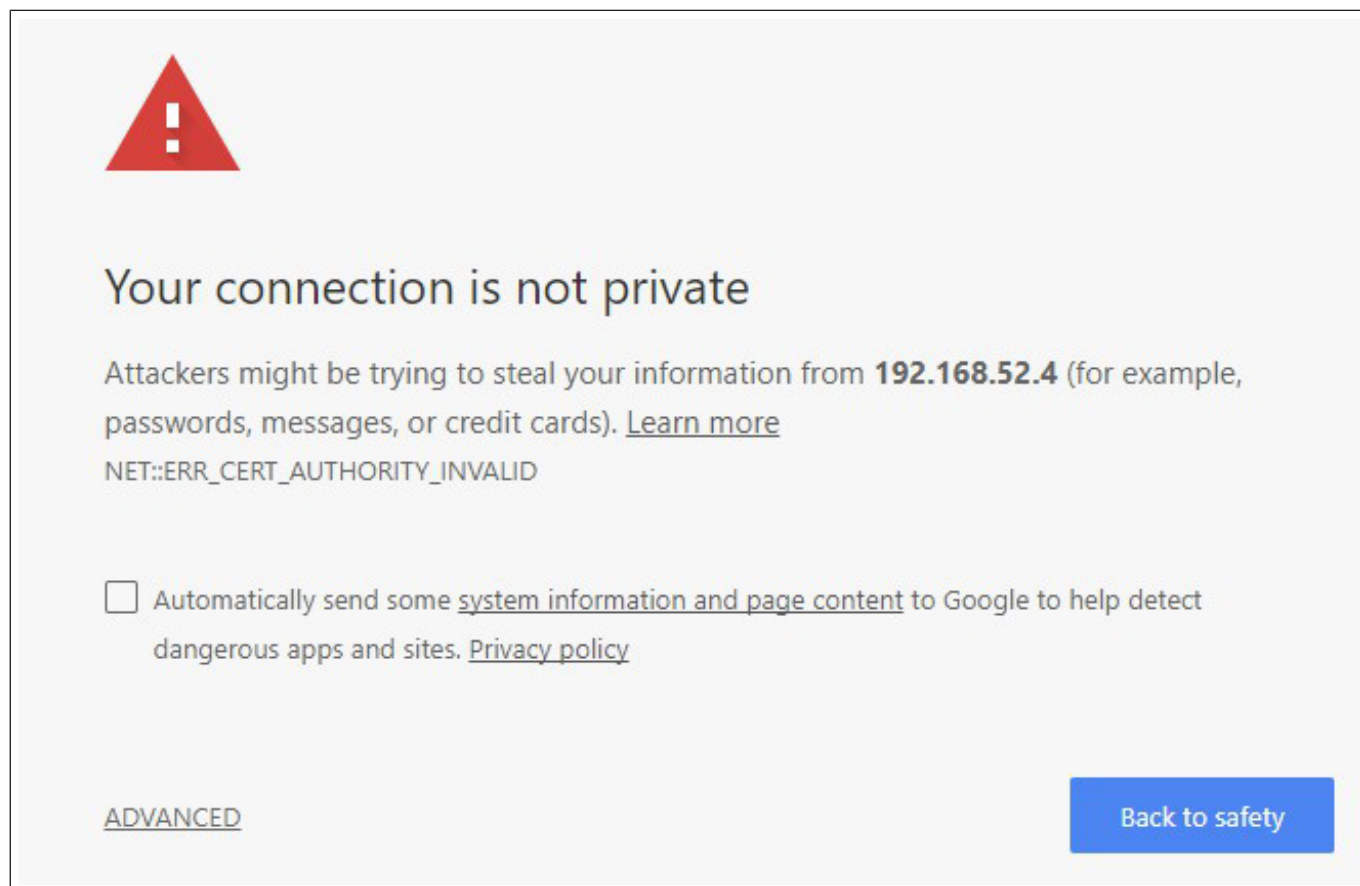 Your connection is not private
Attackers might be trying to steal your information from 192.168.52.4 (for example,
passwords, messages, or credit cards). Learn more
NET::ERR_CERT_AUTHORITY_INVALID
Automatically send some system information and page content to Google to help detect
dangerous apps and sites. Privacy policy
ADVANCED
Back to safety